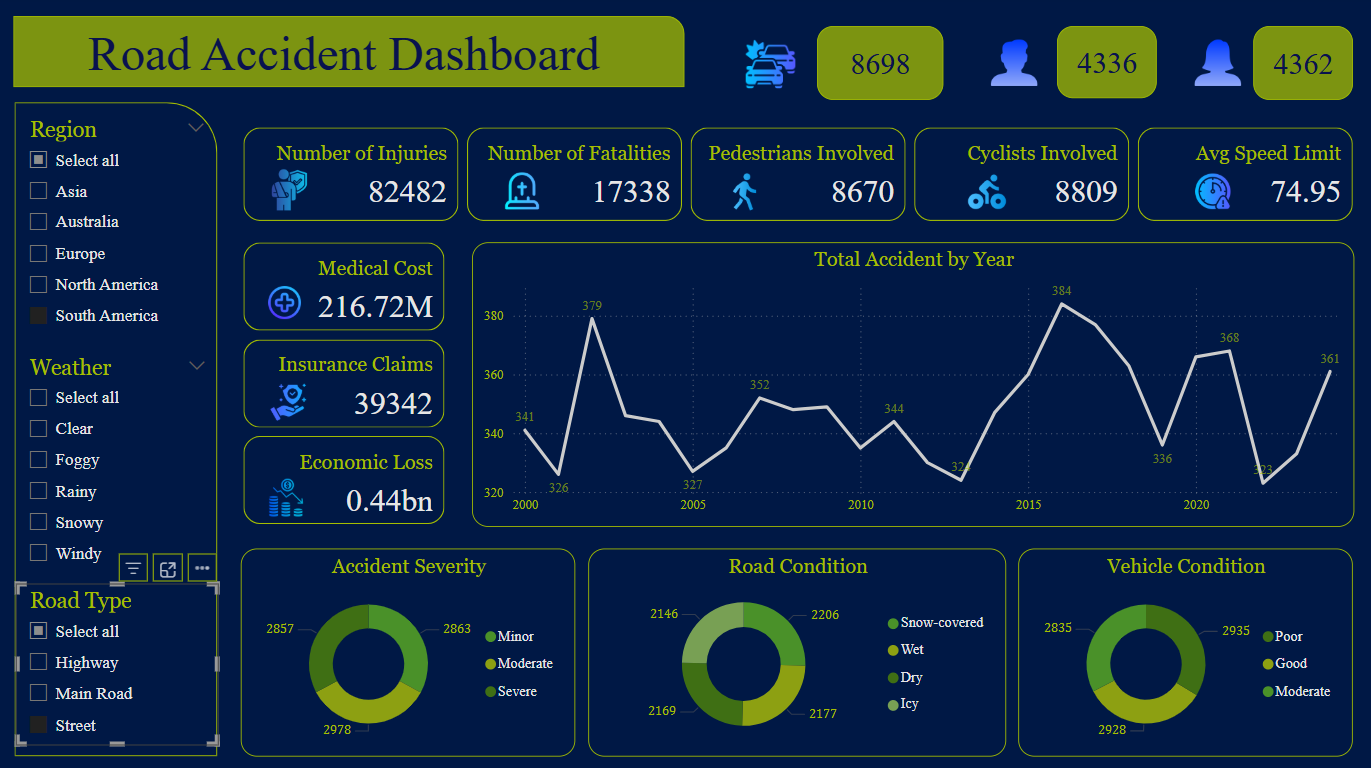 Road Accident Dashboard
8698
4336
4362
Region
Select all
Asia
Australia
Europe
North America
South America
Weather
Select all
Clear
Foggy
Rainy
Snowy
Windy
Road Type
Select all
Highway
Main Road
Street
Number of Injuries
82482
Number of Fatalities
17338
Pedestrians Involved
8670
Cyclists Involved
8809
Avg Speed Limit
74.95
Medical Cost
216.72M
Insurance Claims
39342
Economic Loss
0.44bn
Total Accident by Year
380
360
340
320
341
326
379
327
352
344
324
384
336
368
323
361
2000 2005 2010 2015 2020
Accident Severity
2857
2863
2978
Minor
Moderate
Severe
Road Condition
2146
2206
2169
2177
Snow-covered
Wet
Dry
Icy
Vehicle Condition
2835
2935
2928
Poor
Good
Moderate